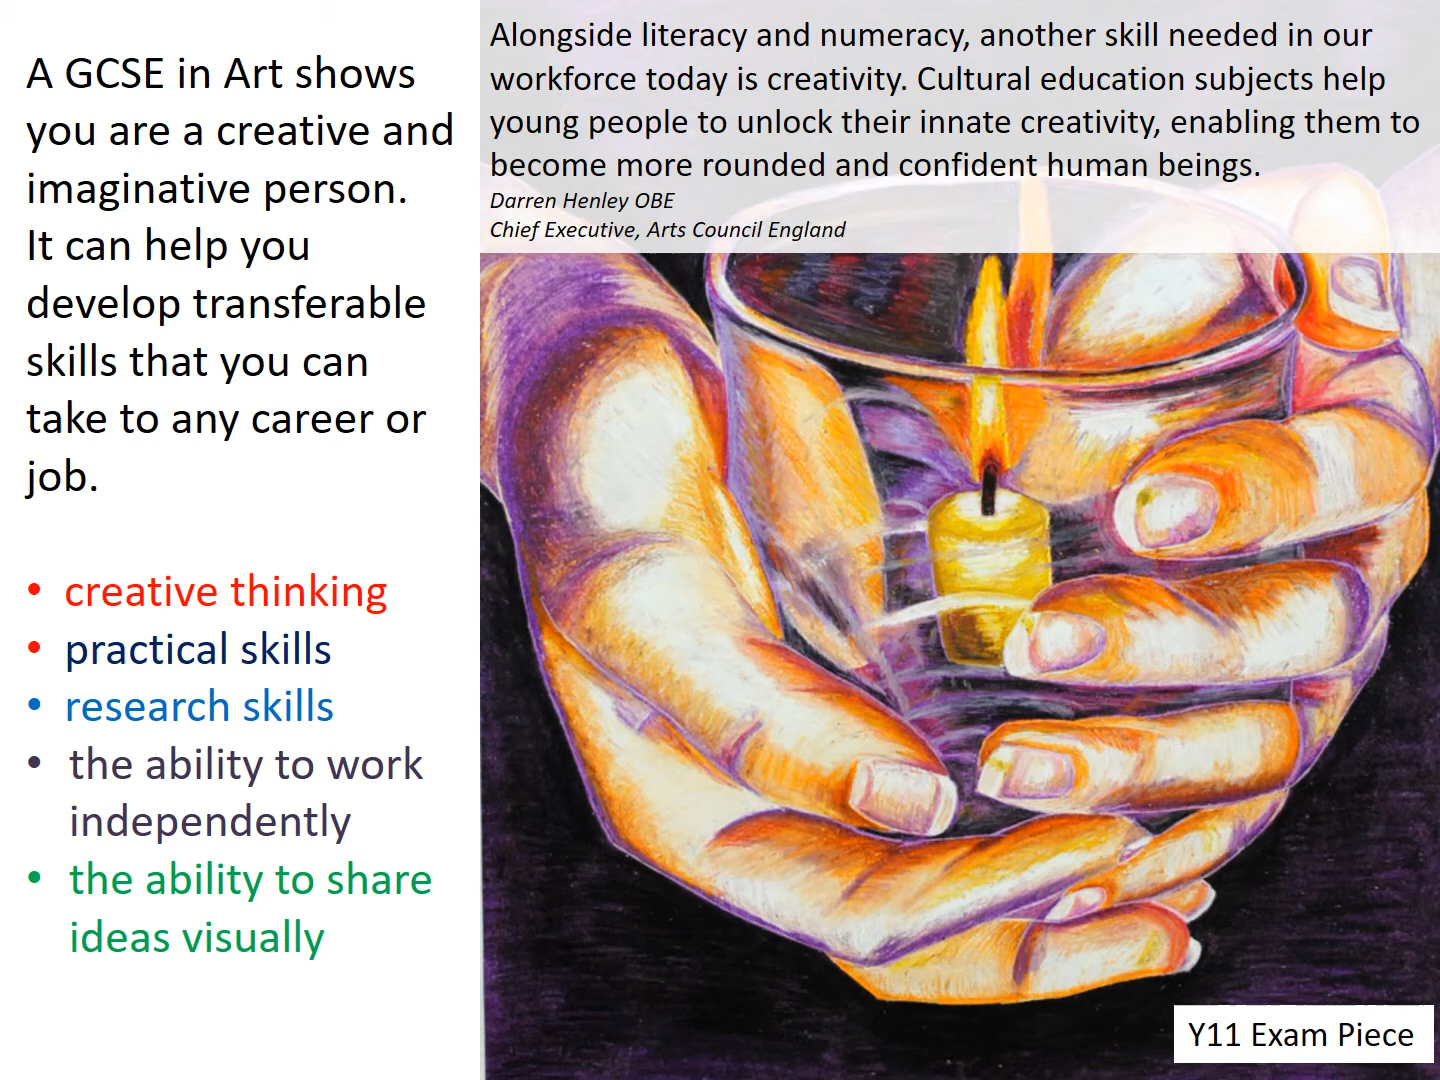 A GCSE in Art shows
you are a creative and
imaginative person.
It can help you
develop transferable
skills that you can
take to any career or
job.
• creative thinking
• practical skills
• research skills
• the ability to work
independently
• the ability to share
ideas visually
Alongside literacy and numeracy, another skill needed in our
workforce today is creativity. Cultural education subjects help
young people to unlock their innate creativity, enabling them to
become more rounded and confident human beings.
Darren Henley OBE
Chief Executive, Arts Council England
Y11 Exam Piece